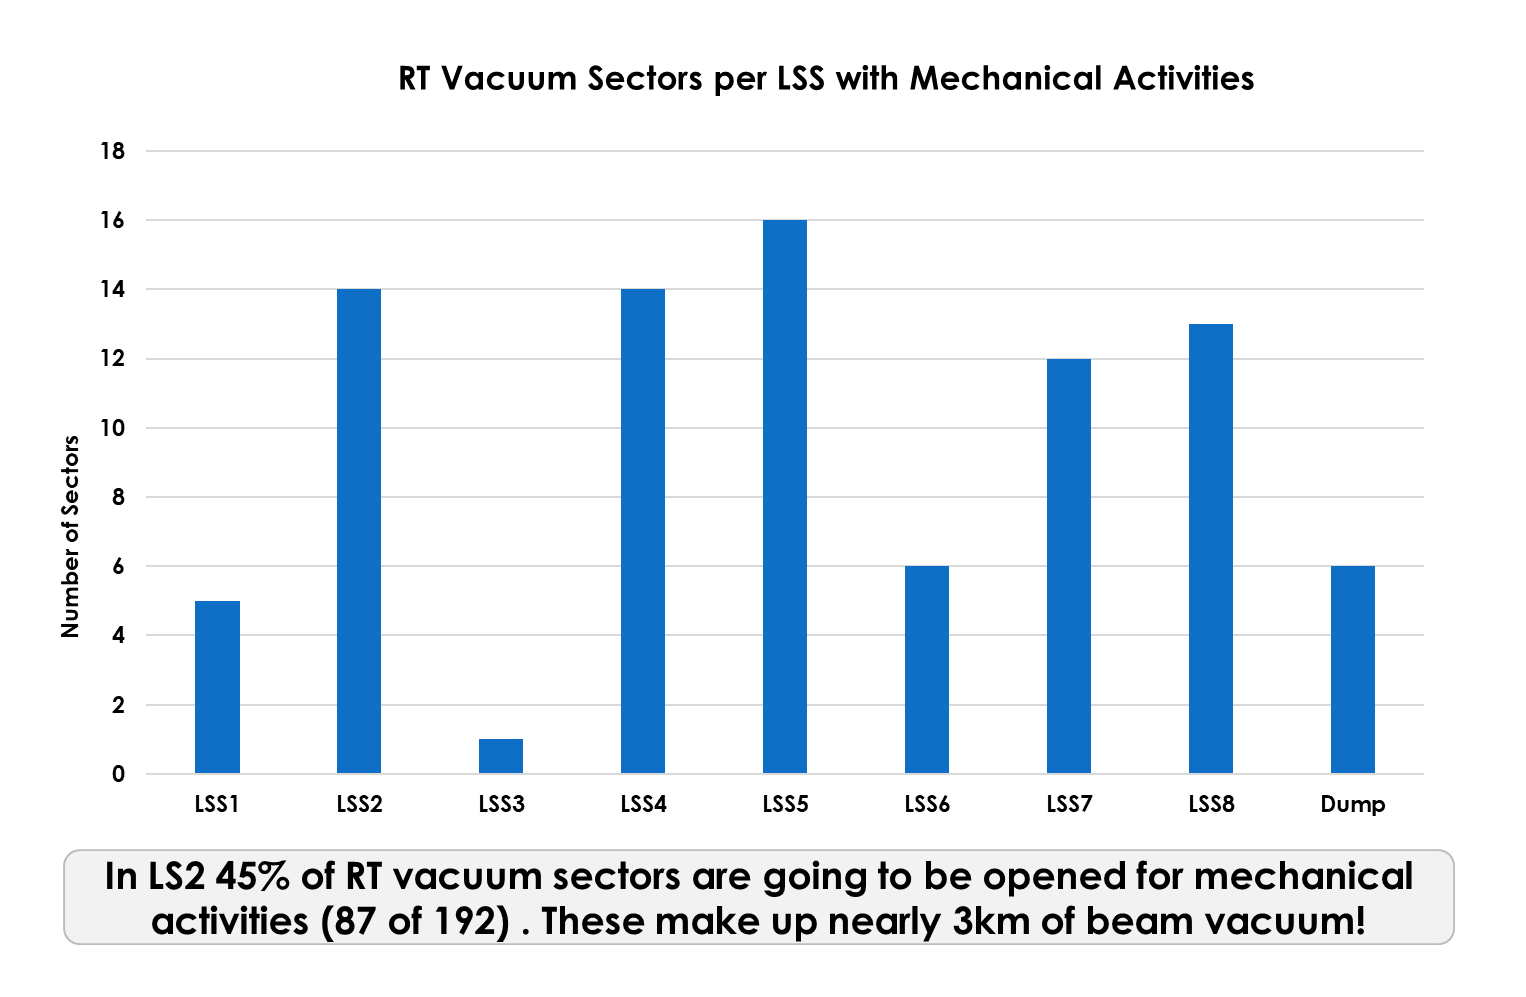 RT Vacuum Sectors per LSS with Mechanical Activities
18
16
14
12
10
8
6
4
2
0
Number of Sectors
LSS1 LSS2 LSS3 LSS4 LSS5 LSS6 LSS7 LSS8 Dump
In LS2 45% of RT vacuum sectors are going to be opened for mechanical
activities (87 of 192) . These make up nearly 3km of beam vacuum!